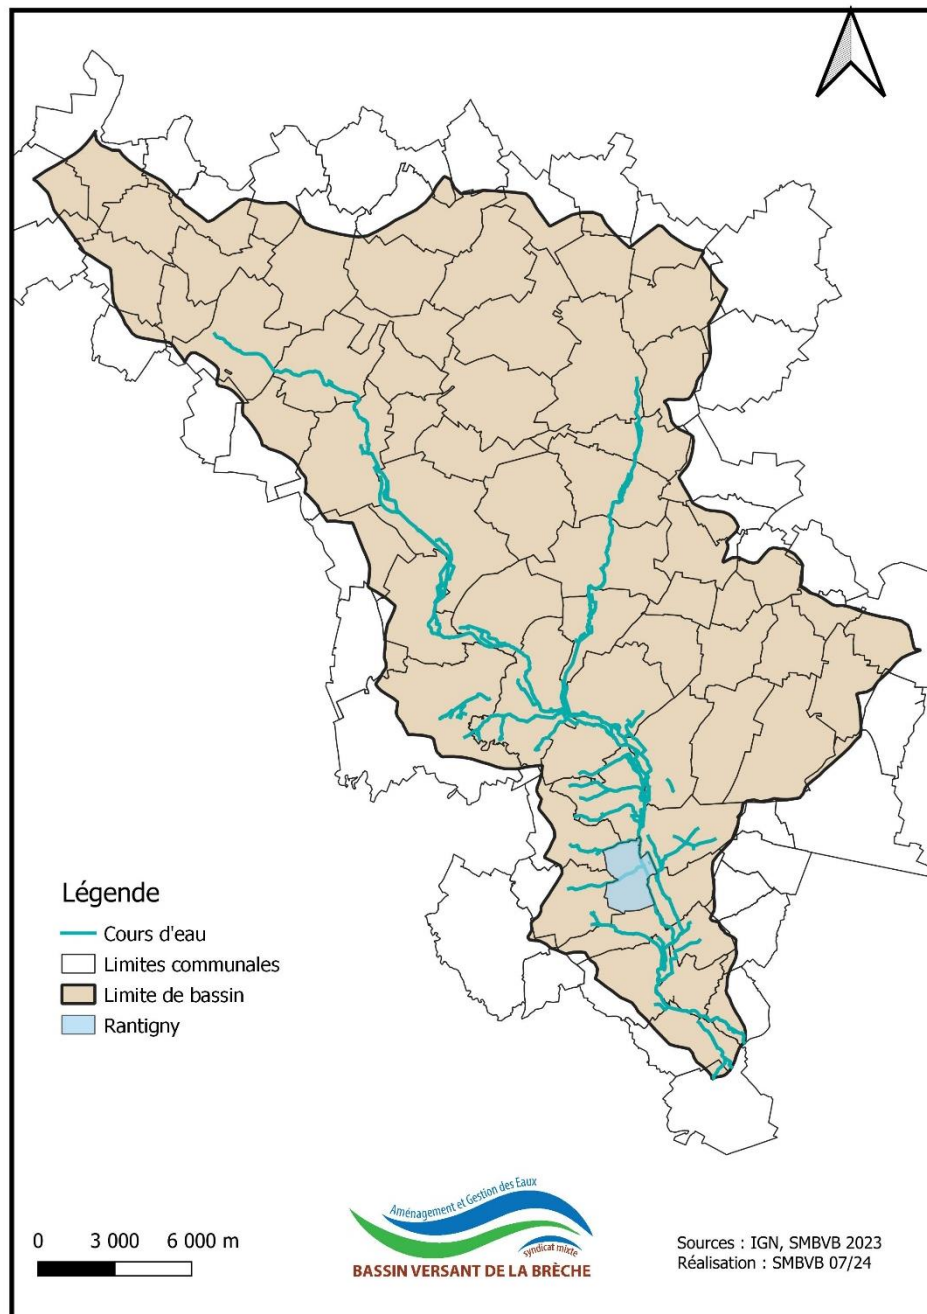 Légende
Cours d'eau
Limites communales
Limite de bassin
Rantigny
0 3 000 6 000 m
Aménagement et Gestion des Eaux
syndicat mixte
BASSIN VERSANT DE LA BRÈCHE
Sources : IGN, SMBVB 2023
Réalisation : SMBVB 07/24